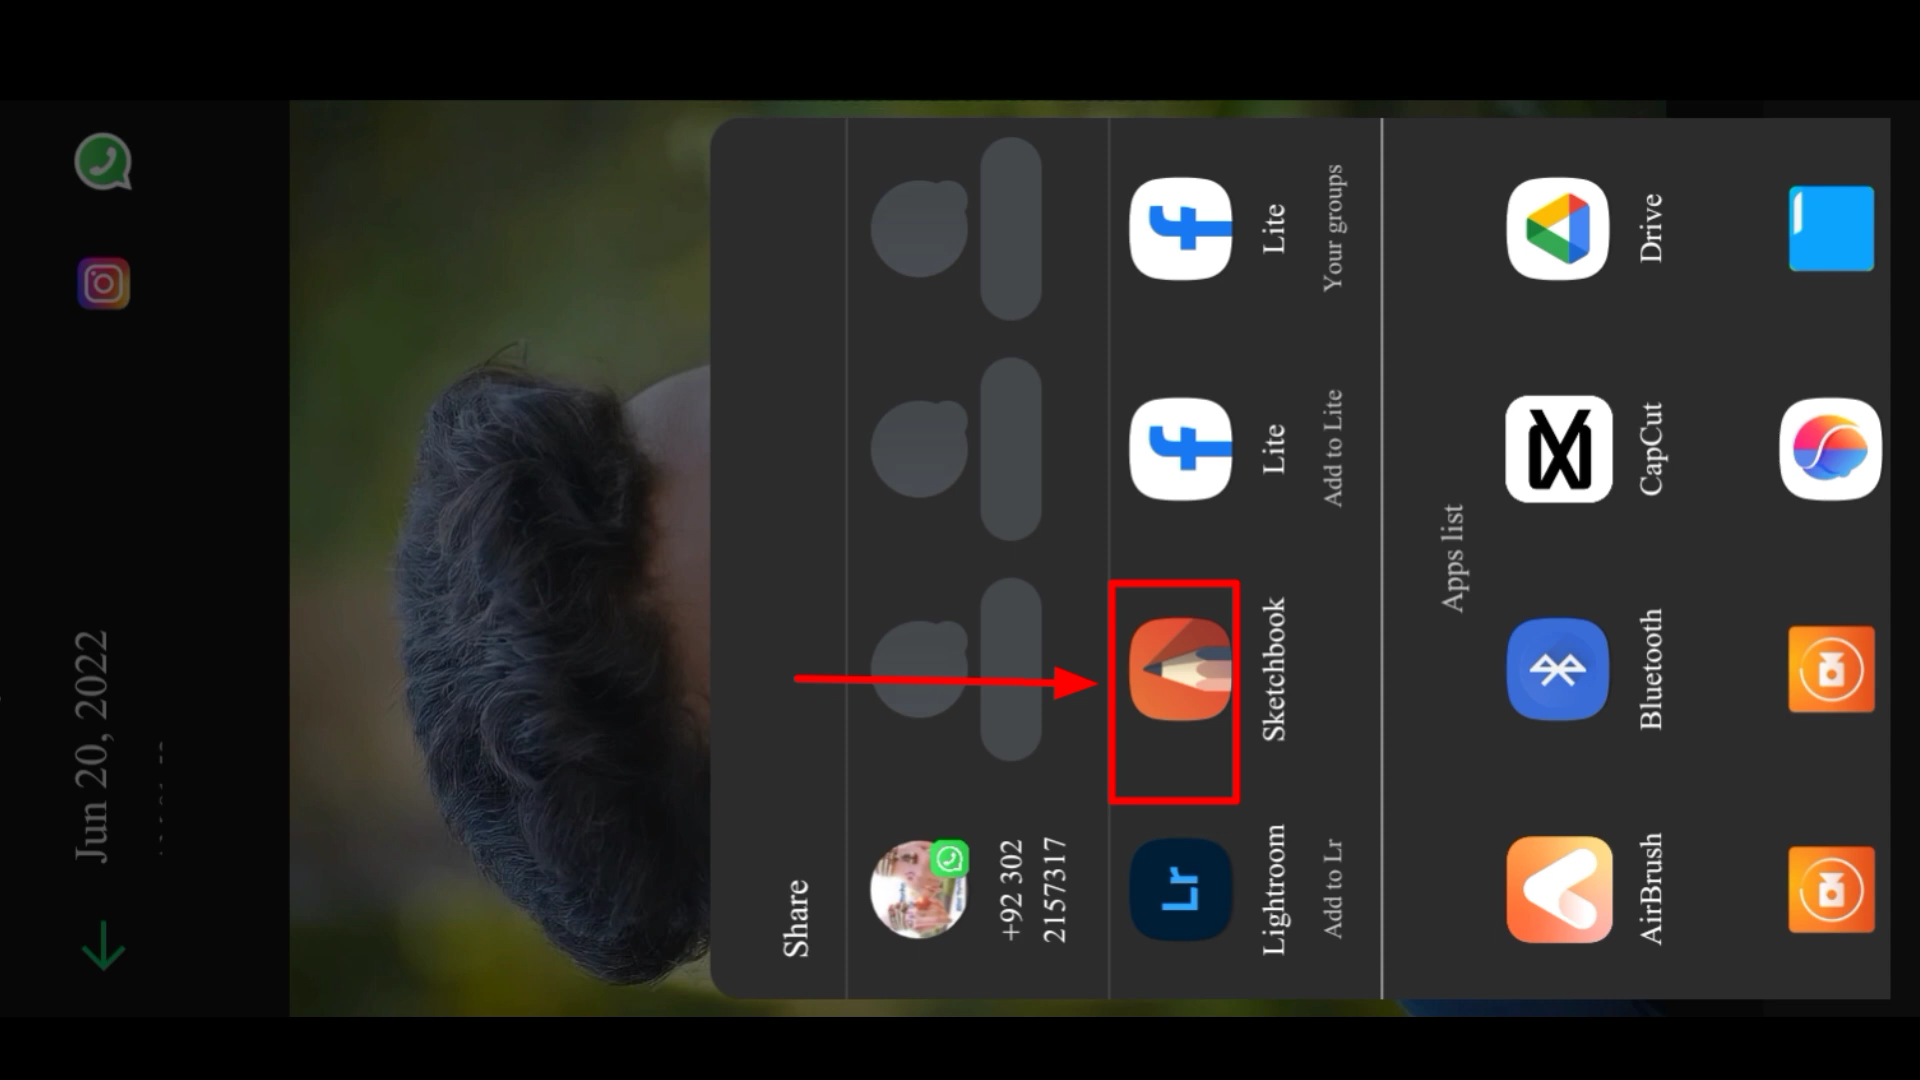 Jun 20, 2022
Share
+92 302
2157317
Lr
Lightroom
Add to Lr
Sketchbook
f
Lite
Add to Lite
f
Lite
Your groups
Apps list
AirBrush
Bluetooth
CapCut
Drive